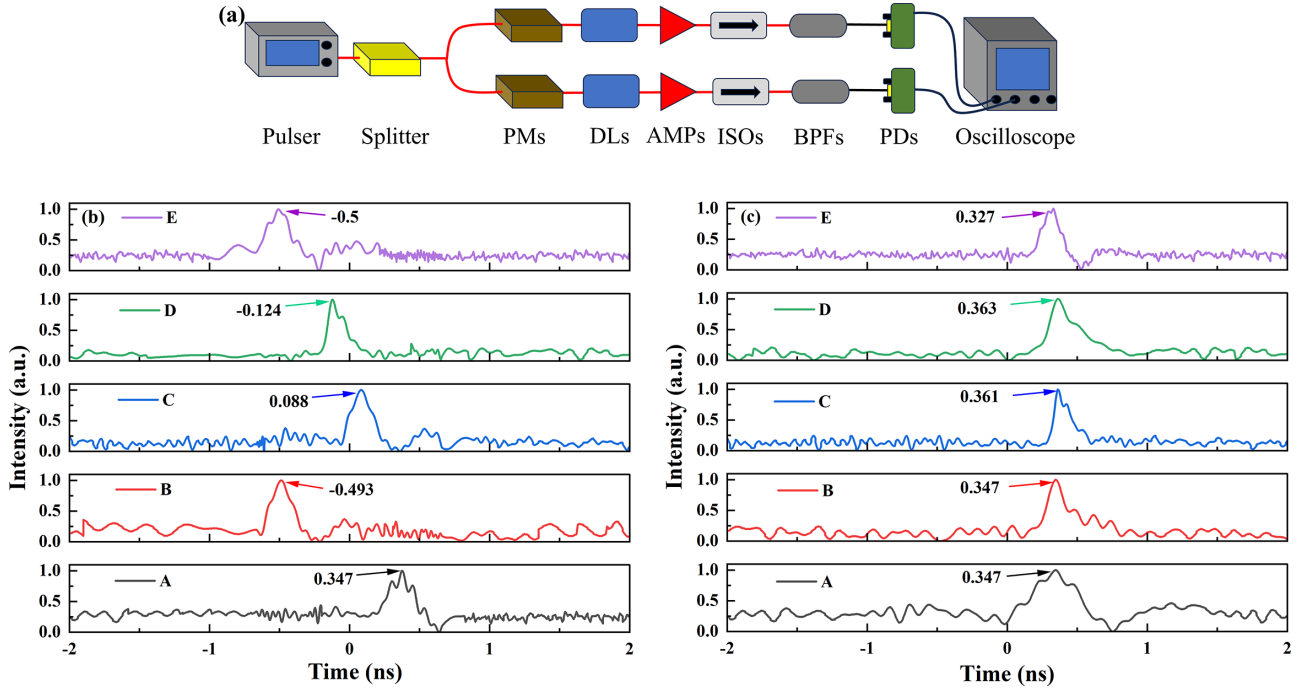 (a)
Pulser Splitter PMs DLs AMPs ISOs BPFs PDs Oscilloscope
(b)
Intensity (a.u.)
E
-0.5
1.0
0.5
0.0
D
-0.124
1.0
0.5
0.0
C
0.088
1.0
0.5
0.0
B
-0.493
1.0
0.5
0.0
A
0.347
1.0
0.5
0.0
-2 -1 0 1 2
Time (ns)
(c)
Intensity (a.u.)
E
0.327
1.0
0.5
0.0
D
0.363
1.0
0.5
0.0
C
0.361
1.0
0.5
0.0
B
0.347
1.0
0.5
0.0
A
0.347
1.0
0.5
0.0
-2 -1 0 1 2
Time (ns)